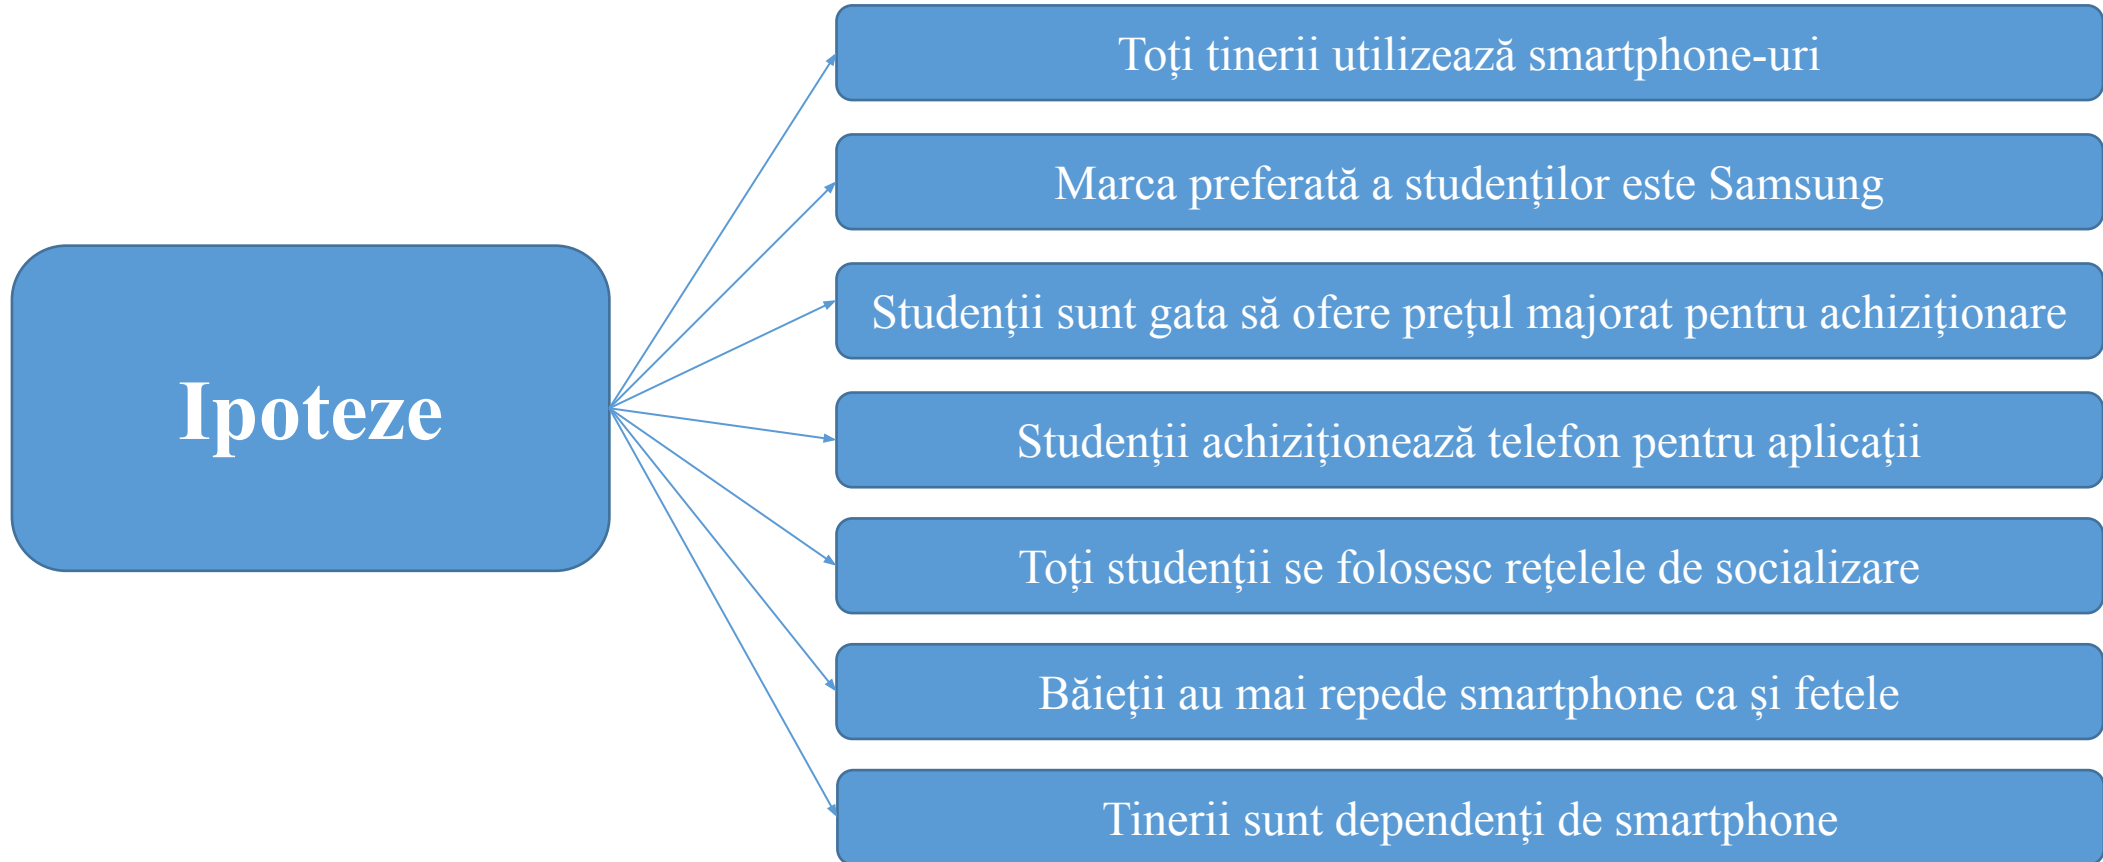 Ipoteze
Toți tinerii utilizează smartphone-uri
Marca preferată a studenților este Samsung
Studenții sunt gata să ofere prețul majorat pentru achiziționare
Studenții achiziționează telefon pentru aplicații
Toți studenții se folosesc rețelele de socializare
Băieții au mai repede smartphone ca și fetele
Tinerii sunt dependenți de smartphone